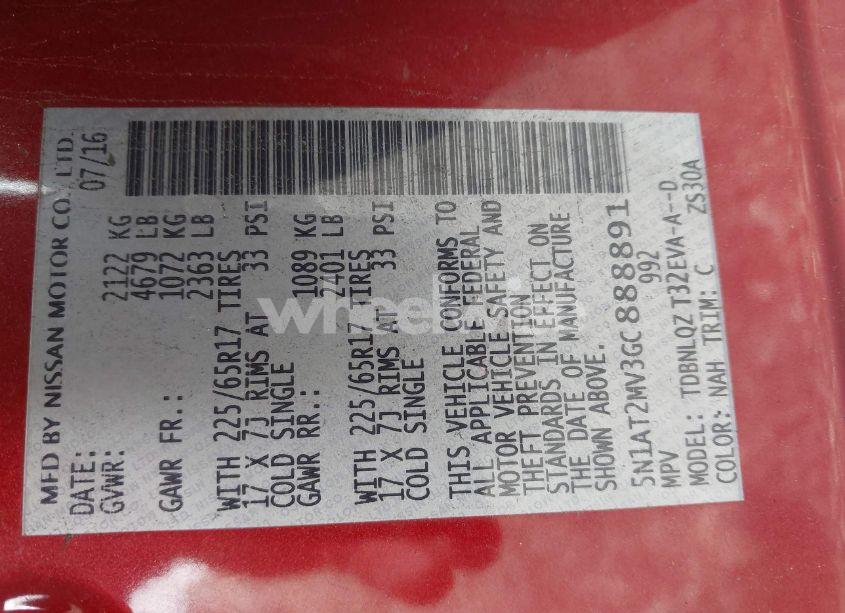 MFD BY NISSAN MOTOR CO., LTD.
DATE: 07/16
GVWR: 2122 KG
4679 LB
GAWR FR.: 1072 KG
2363 LB
WITH 225/65R17 TIRES
17 X 7J RIMS AT 33 PSI
COLD SINGLE
GAWR RR.: 1089 KG
2401 LB
WITH 225/65R17 TIRES
17 X 7J RIMS AT 33 PSI
COLD SINGLE
THIS VEHICLE CONFORMS TO
ALL APPLICABLE FEDERAL
MOTOR VEHICLE SAFETY AND
THEFT PREVENTION
STANDARDS IN EFFECT ON
THE DATE OF MANUFACTURE
SHOWN ABOVE.
5N1AT2MV3GC888891
MPV 992
MODEL: TDBNLQZ T32EVA-A--D
COLOR: NAH TRIM: C ZS30A